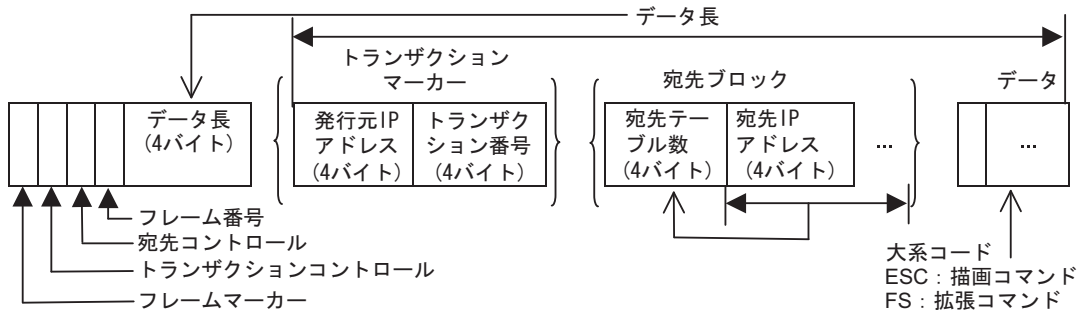 データ長
トランザクション
マーカー
宛先ブロック
データ
データ長
(4バイト)
発行元IP
アドレス
(4バイト)
トランザク
ション番号
(4バイト)
宛先テー
ブル数
(4バイト)
宛先IP
アドレス
(4バイト)
...
...
フレーム番号
宛先コントロール
トランザクションコントロール
フレームマーカー
大系コード
ESC：描画コマンド
FS：拡張コマンド